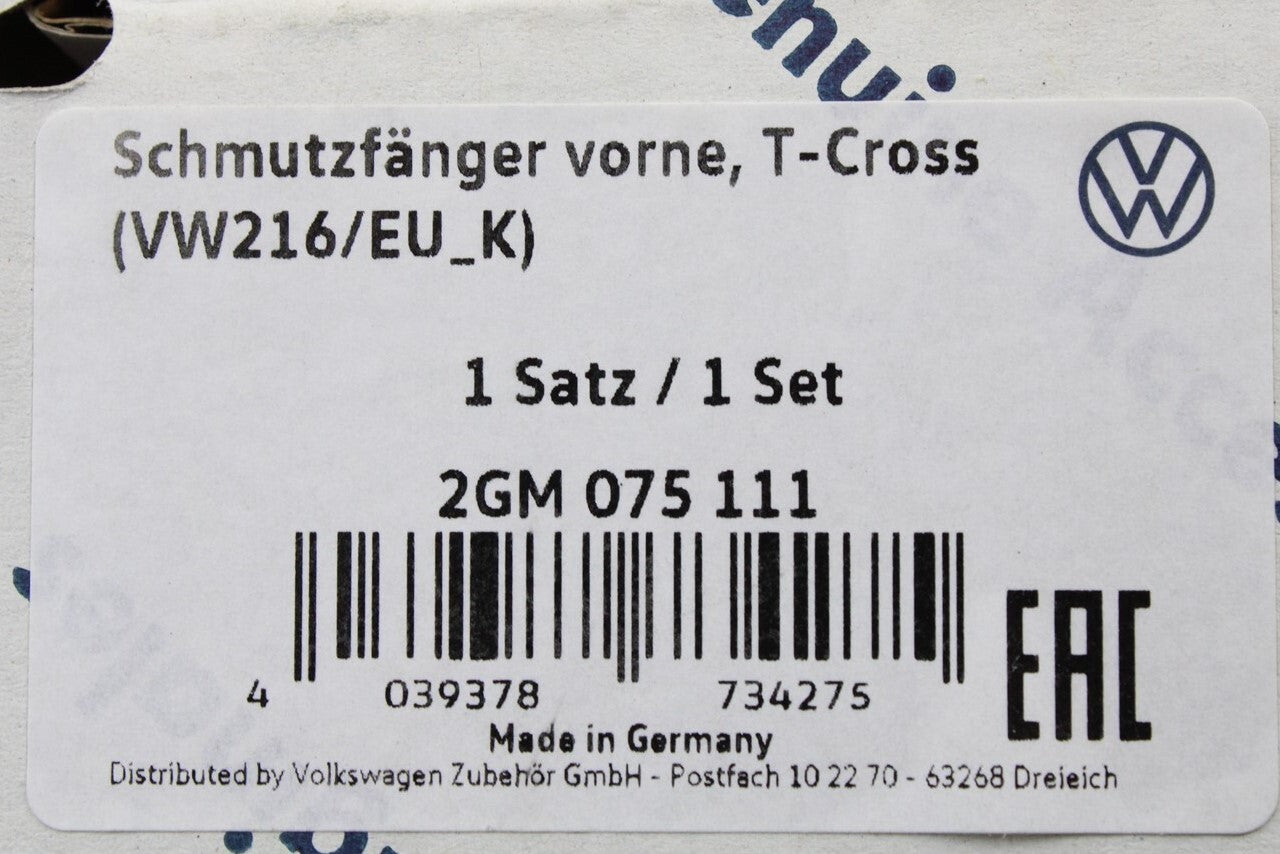 Schmutzfänger vorne, T-Cross
(VW216/EU_K)
1 Satz / 1 Set
2GM 075 111
4 039378 734275
EAC
Made in Germany
Distributed by Volkswagen Zubehör GmbH - Postfach 10 22 70 - 63268 Dreieich